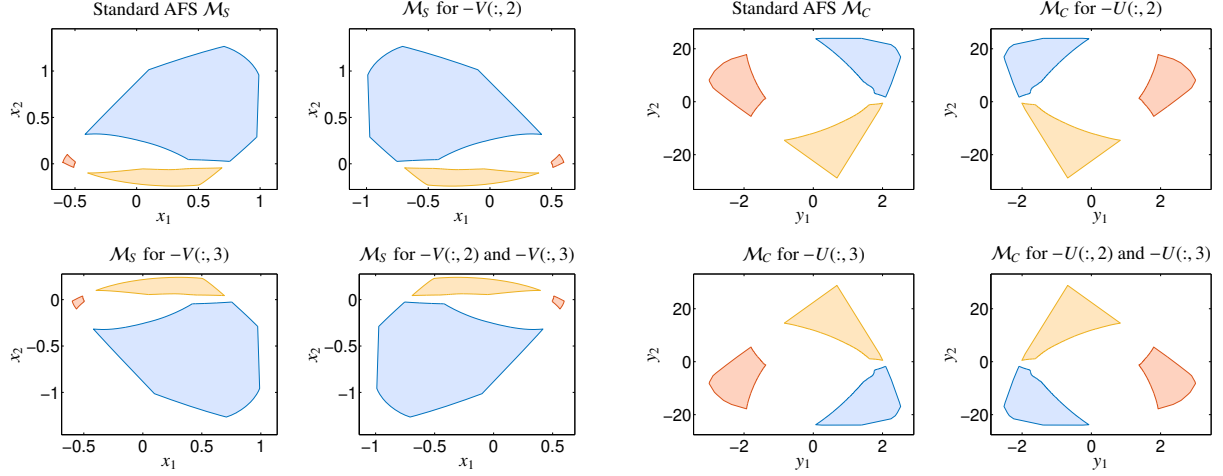 Standard AFS M_S
1
0.5
0
x_2
−0.5 0 0.5 1
x_1
M_S for −V(:, 2)
1
0.5
0
x_2
−1 −0.5 0 0.5
x_1
Standard AFS M_C
20
0
−20
y_2
−2 0 2
y_1
M_C for −U(:, 2)
20
0
−20
y_2
−2 0 2
y_1
M_S for −V(:, 3)
0
−0.5
−1
x_2
−0.5 0 0.5 1
x_1
M_S for −V(:, 2) and −V(:, 3)
0
−0.5
−1
x_2
−1 −0.5 0 0.5
x_1
M_C for −U(:, 3)
20
0
−20
y_2
−2 0 2
y_1
M_C for −U(:, 2) and −U(:, 3)
20
0
−20
y_2
−2 0 2
y_1